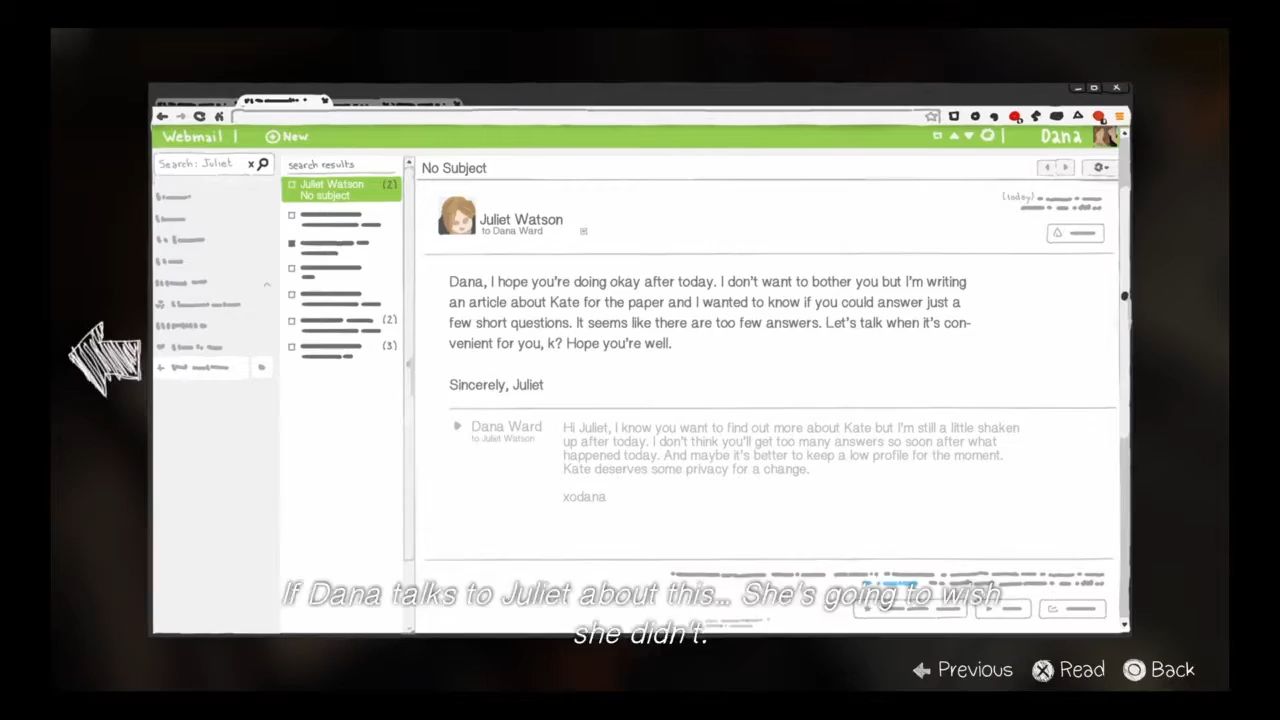 Webmail |
New
Dana
Search: Juliet x
search results
Juliet Watson (2)
No subject
(2)
(3)
No Subject
(today)
Juliet Watson
to Dana Ward
Dana, I hope you're doing okay after today. I don't want to bother you but I'm writing
an article about Kate for the paper and I wanted to know if you could answer just a
few short questions. It seems like there are too few answers. Let's talk when it's con-
venient for you, k? Hope you're well.
Sincerely, Juliet
Dana Ward
to Juliet Watson
Hi Juliet, I know you want to find out more about Kate but I'm still a little shaken
up after today. I don't think you'll get too many answers so soon after what
happened today. And maybe it's better to keep a low profile for the moment.
Kate deserves some privacy for a change.
xodana
If Dana talks to Juliet about this... She's going to wish
she didn't.
Previous
Read
Back